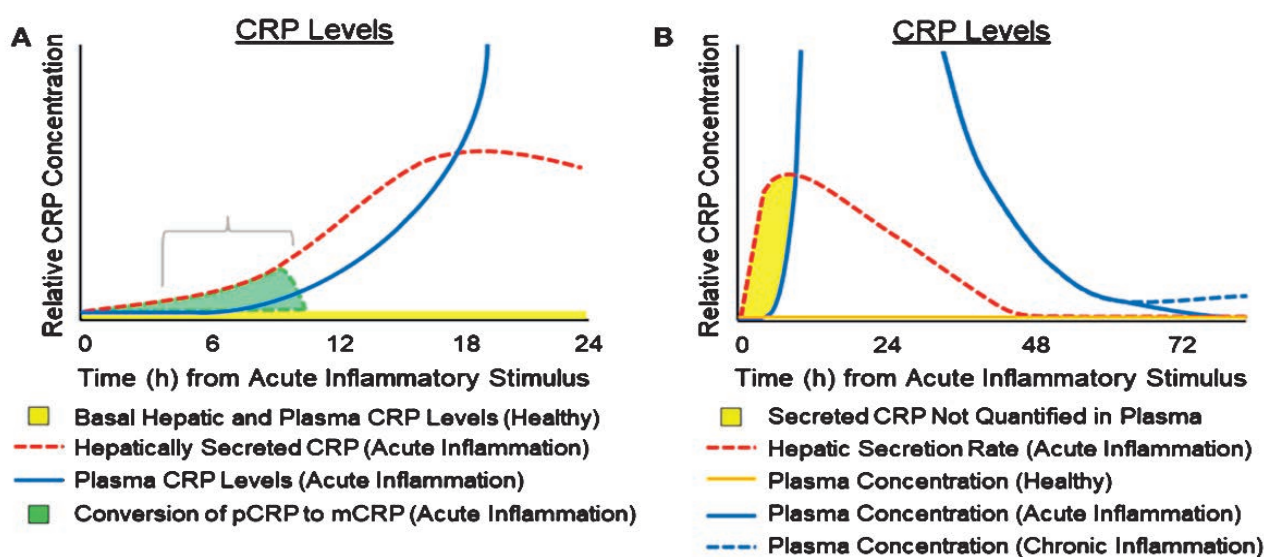 A
CRP Levels
Relative CRP Concentration
0 6 12 18 24
Time (h) from Acute Inflammatory Stimulus
Basal Hepatic and Plasma CRP Levels (Healthy)
Hepatically Secreted CRP (Acute Inflammation)
Plasma CRP Levels (Acute Inflammation)
Conversion of pCRP to mCRP (Acute Inflammation)
B
CRP Levels
Relative CRP Concentration
0 24 48 72
Time (h) from Acute Inflammatory Stimulus
Secreted CRP Not Quantified in Plasma
Hepatic Secretion Rate (Acute Inflammation)
Plasma Concentration (Healthy)
Plasma Concentration (Acute Inflammation)
Plasma Concentration (Chronic Inflammation)